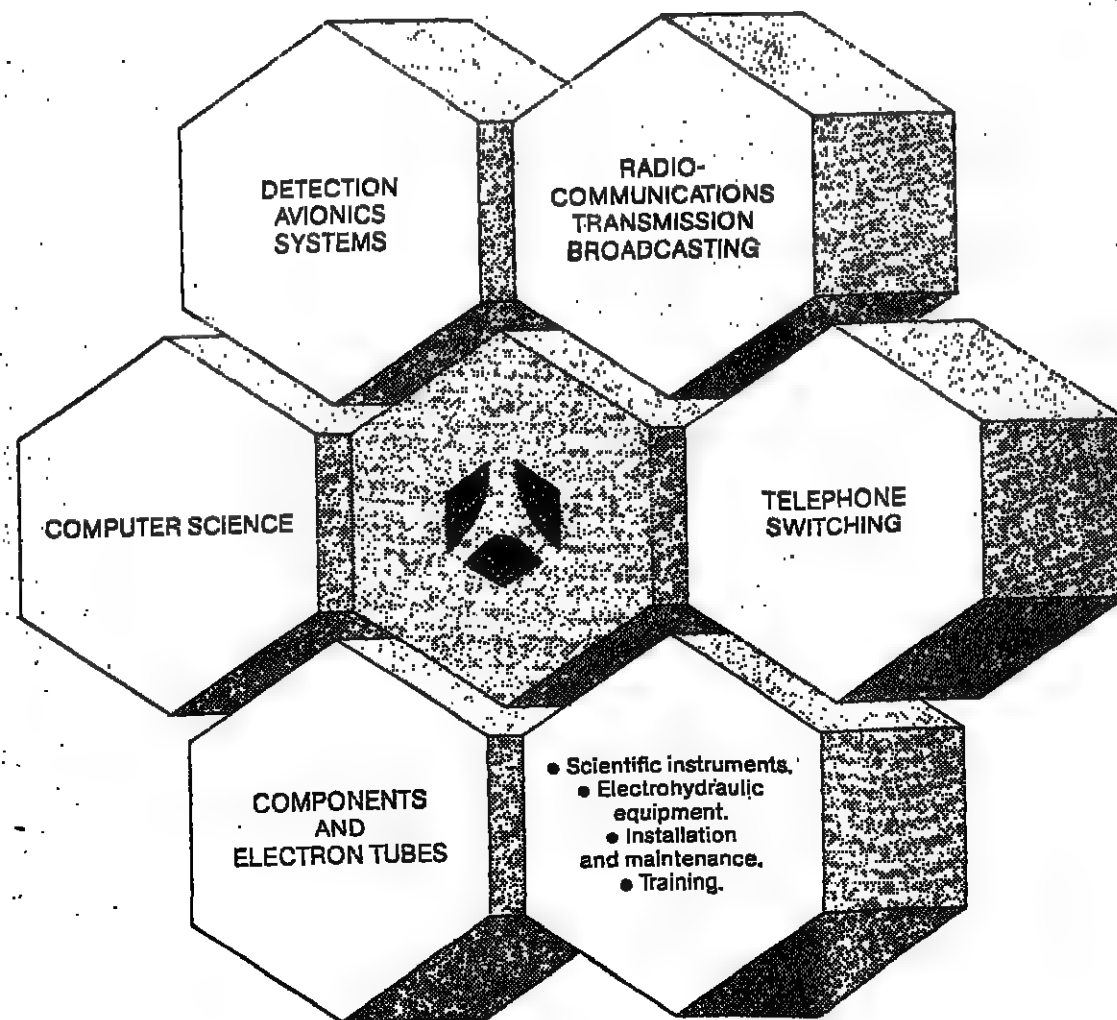 DETECTION
AVIONICS
SYSTEMS
RADIO-
COMMUNICATIONS
TRANSMISSION
BROADCASTING
COMPUTER SCIENCE
TELEPHONE
SWITCHING
COMPONENTS
AND
ELECTRON TUBES
● Scientific instruments.
● Electrohydraulic
equipment.
● Installation
and maintenance.
● Training.